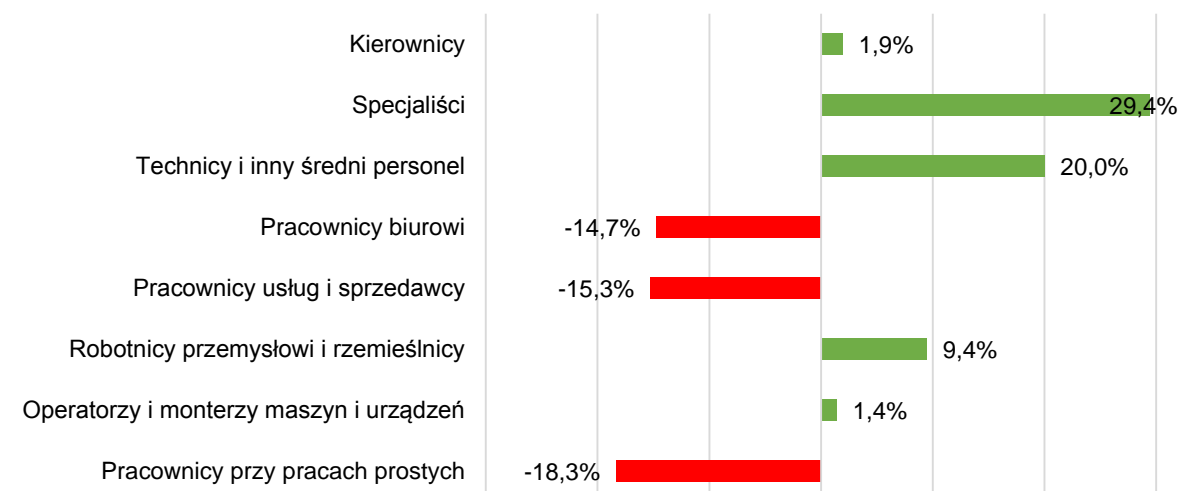 Kierownicy 1,9%
Specjaliści 29,4%
Technicy i inny średni personel 20,0%
Pracownicy biurowi -14,7%
Pracownicy usług i sprzedawcy -15,3%
Robotnicy przemysłowi i rzemieślnicy 9,4%
Operatorzy i monterzy maszyn i urządzeń 1,4%
Pracownicy przy pracach prostych -18,3%